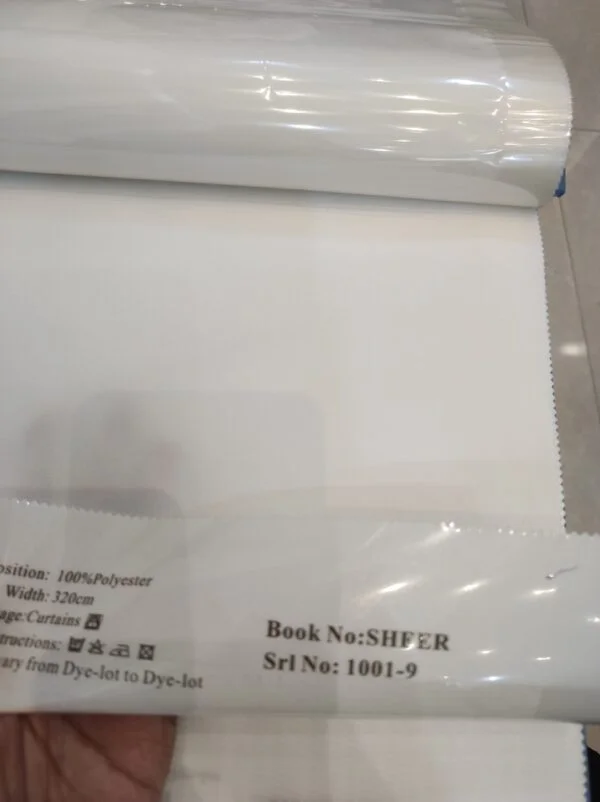 osition: 100%Polyester
Width: 320cm
age:Curtains
tructions:
vary from Dye-lot to Dye-lot
Book No:SHEER
Srl No: 1001-9